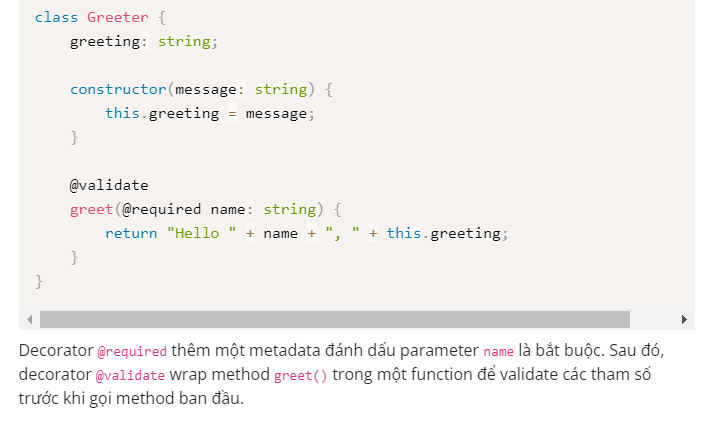 class Greeter {
    greeting: string;

    constructor(message: string) {
        this.greeting = message;
    }

    @validate
    greet(@required name: string) {
        return "Hello " + name + ", " + this.greeting;
    }
}
Decorator @required thêm một metadata đánh dấu parameter name là bắt buộc. Sau đó,
decorator @validate wrap method greet() trong một function để validate các tham số
trước khi gọi method ban đầu.